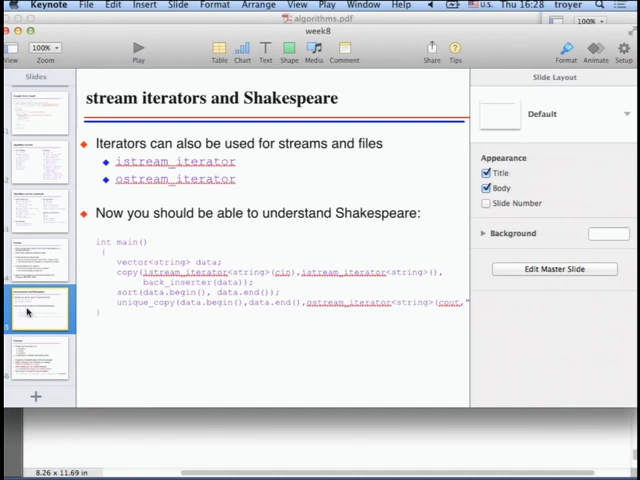 Keynote File Edit Insert Slide Format Arrange View Play Window U.S. Thu 16:28 troyer
algorithms.pdf
100%
week8
100%
View Zoom Play Table Chart Text Shape Media Comment Share Tips Format Animate Setup
Slides
Slide Layout
stream iterators and Shakespeare
Default
Iterators can also be used for streams and files
istream_iterator
ostream_iterator
Appearance
Title
Body
Slide Number
Now you should be able to understand Shakespeare:
Background
int main()
{
vector<string> data;
copy(istream_iterator<string>(cin),istream_iterator<string>(),
back_inserter(data));
sort(data.begin(), data.end());
unique_copy(data.begin(),data.end(),ostream_iterator<string>(cout,"
}
Edit Master Slide
8.26 x 11.69 in